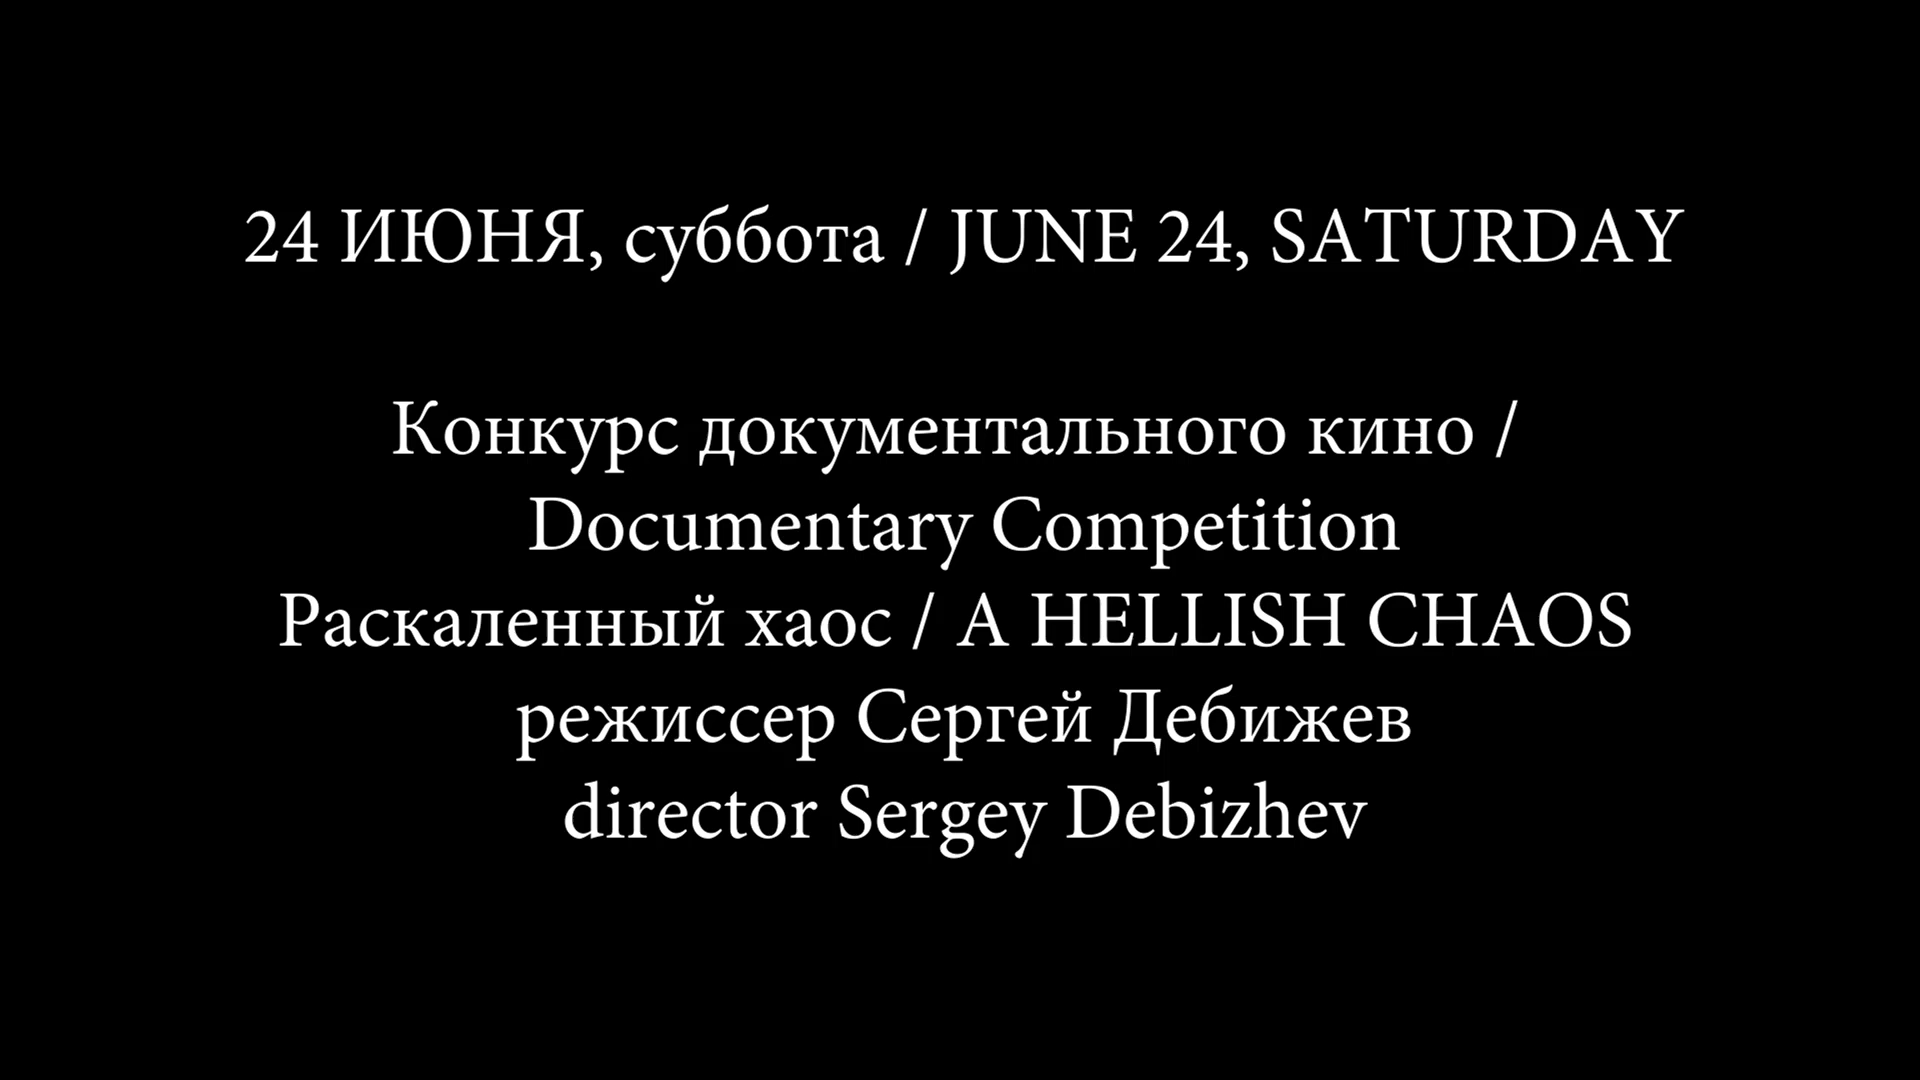 24 ИЮНЯ, суббота / JUNE 24, SATURDAY
Конкурс документального кино /
Documentary Competition
Раскаленный хаос / A HELLISH CHAOS
режиссер Сергей Дебижев
director Sergey Debizhev